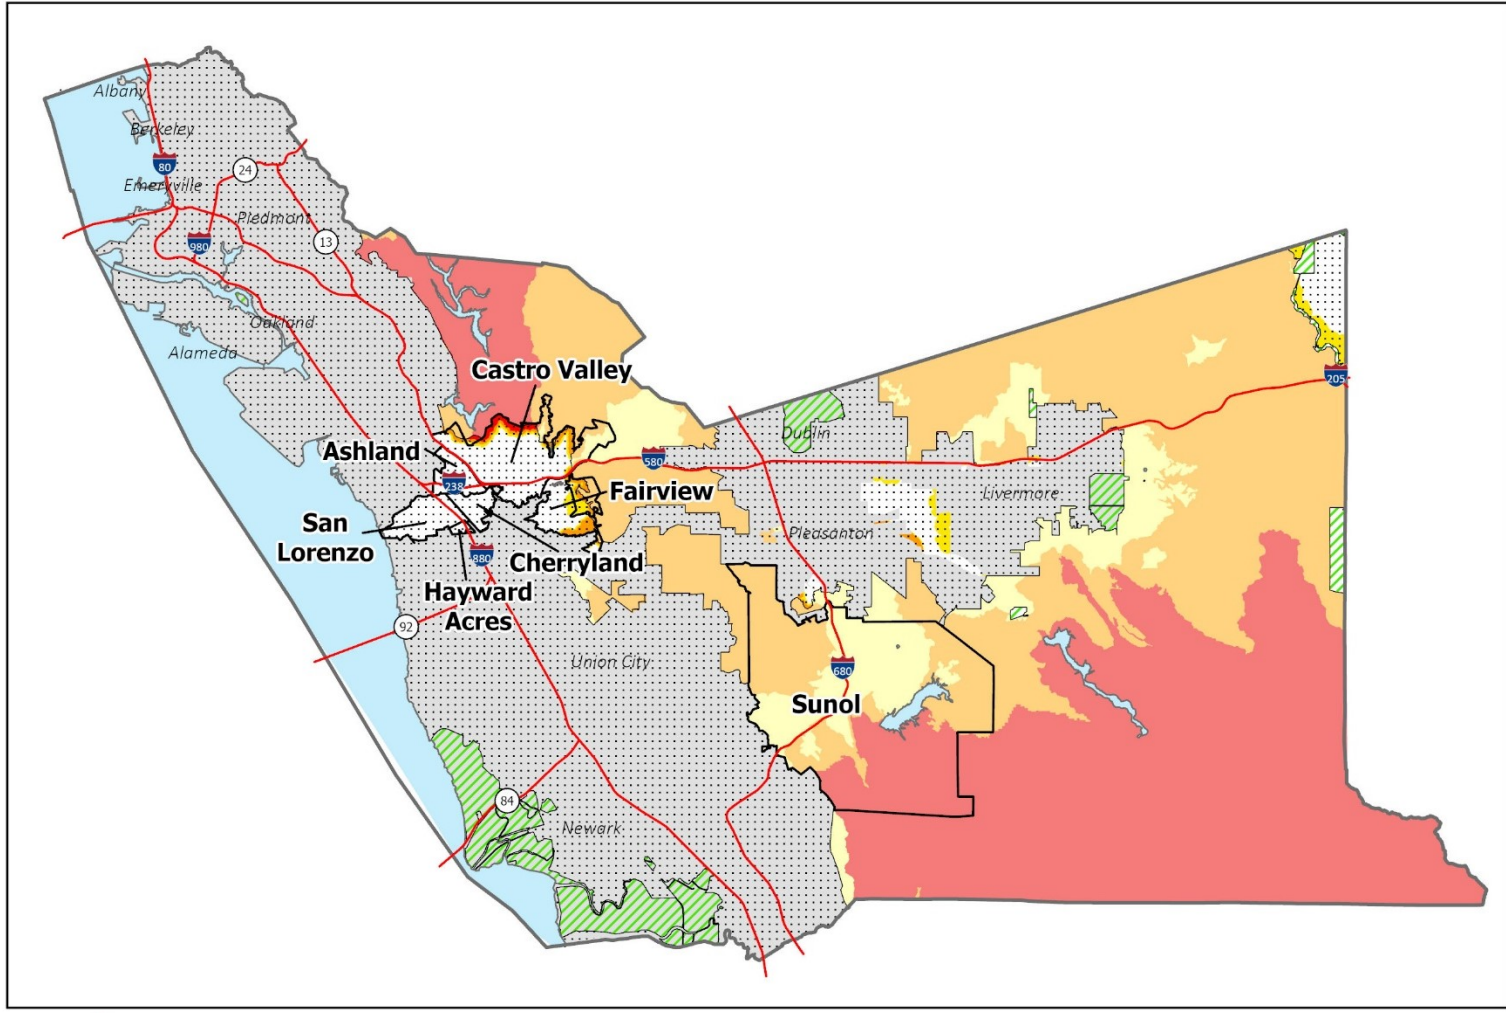 Albany
Berkeley
80
24
Emeryville
Piedmont
13
980
Oakland
Alameda
Castro Valley
205
Ashland
Dublin
580
238
Fairview
Livermore
San
Lorenzo
Pleasanton
880
Cherryland
Hayward
Acres
92
Union City
680
Sunol
84
Newark